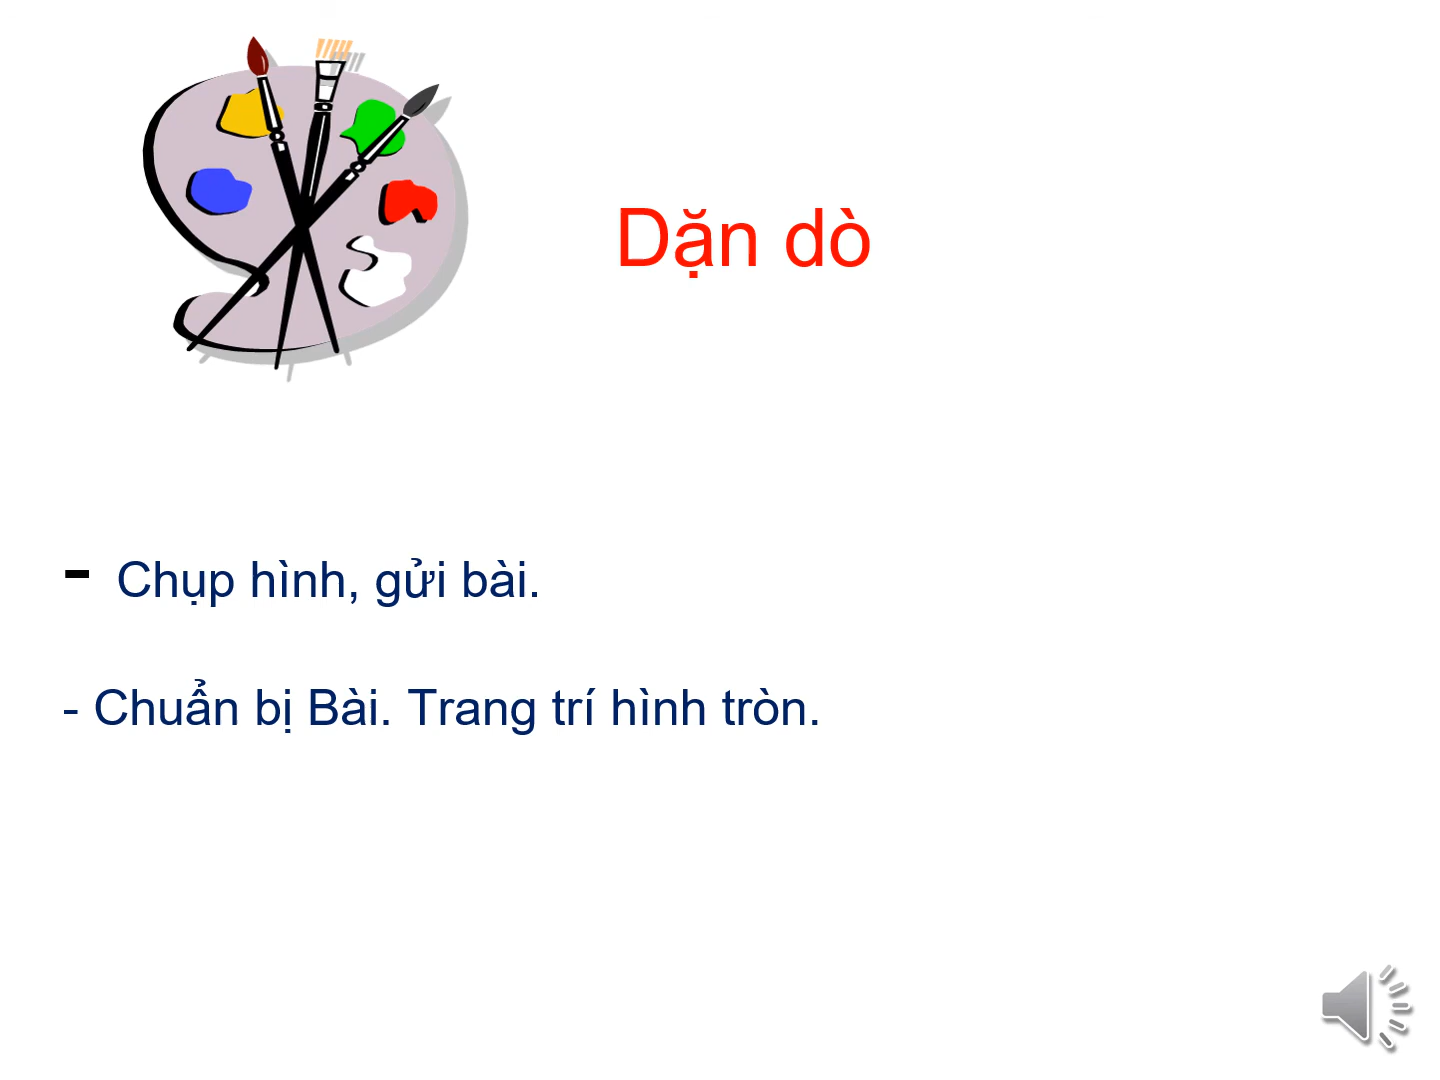 Dặn dò
- Chụp hình, gửi bài.
- Chuẩn bị Bài. Trang trí hình tròn.